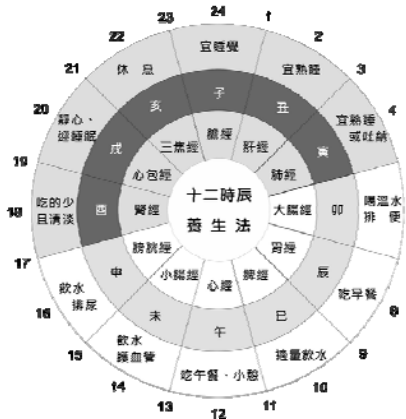 24
1
2
3
4
8
9
10
11
12
13
14
15
16
17
18
19
20
21
22
23
宜睡覺
宜熟睡
宜熟睡
或吐納
喝溫水
排 便
吃早餐
適量飲水
吃午餐、小憩
飲水
護血管
飲水
排尿
吃的少
且清淡
靜心、
迎睡眠
休 息
子
丑
寅
卯
辰
巳
午
未
申
酉
戌
亥
膽經
肝經
肺經
大腸經
胃經
脾經
心經
小腸經
膀胱經
腎經
心包經
三焦經
十二時辰
養生法